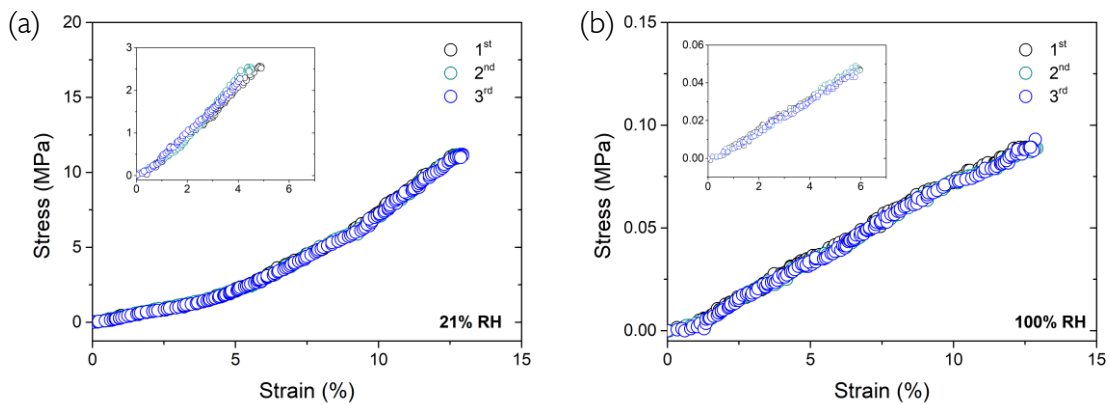 (a)
20
15
10
5
0
Stress (MPa)
0 5 10 15
Strain (%)
3
2
1
0
0 2 4 6
1st
2nd
3rd
21% RH
(b)
0.15
0.10
0.05
0.00
Stress (MPa)
0 5 10 15
Strain (%)
0.06
0.04
0.02
0.00
0 2 4 6
1st
2nd
3rd
100% RH